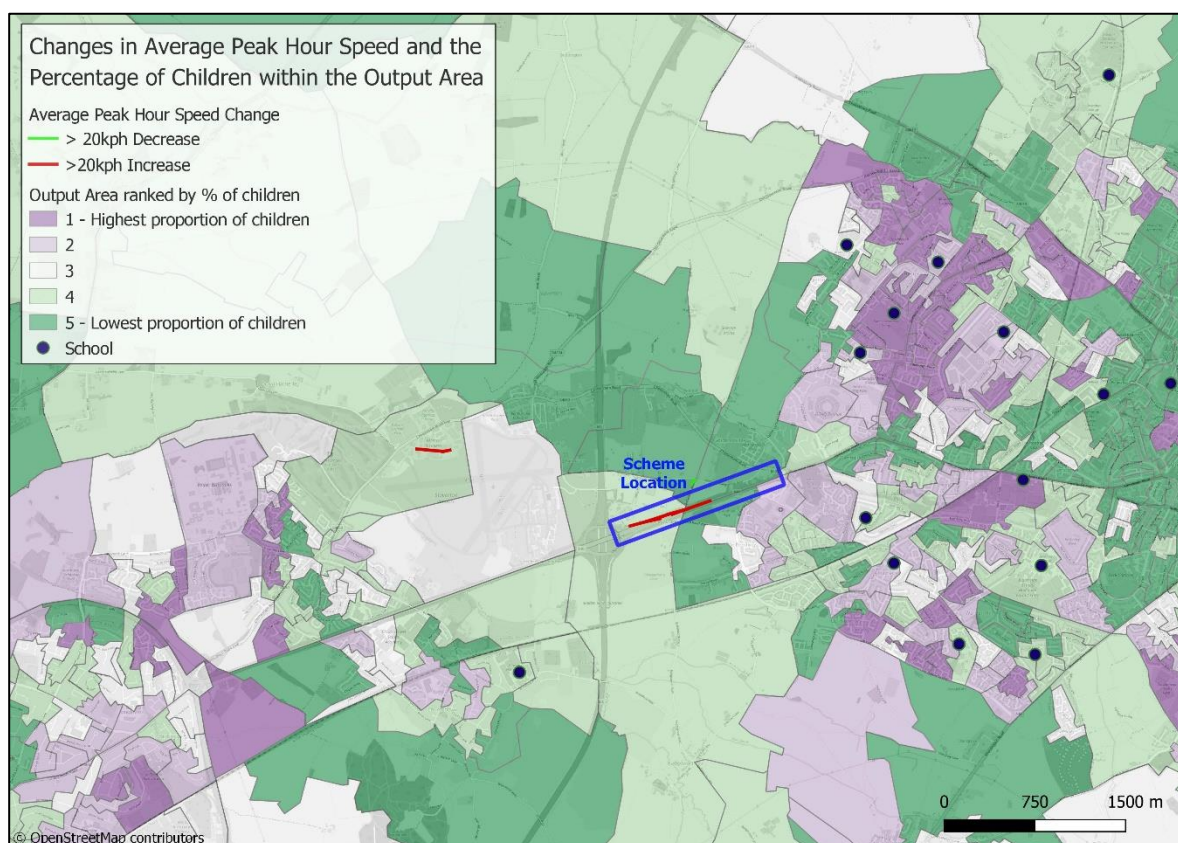 Changes in Average Peak Hour Speed and the
Percentage of Children within the Output Area
Average Peak Hour Speed Change
> 20kph Decrease
>20kph Increase
Output Area ranked by % of children
1 - Highest proportion of children
2
3
4
5 - Lowest proportion of children
School
Scheme
Location
0 750 1500 m
© OpenStreetMap contributors